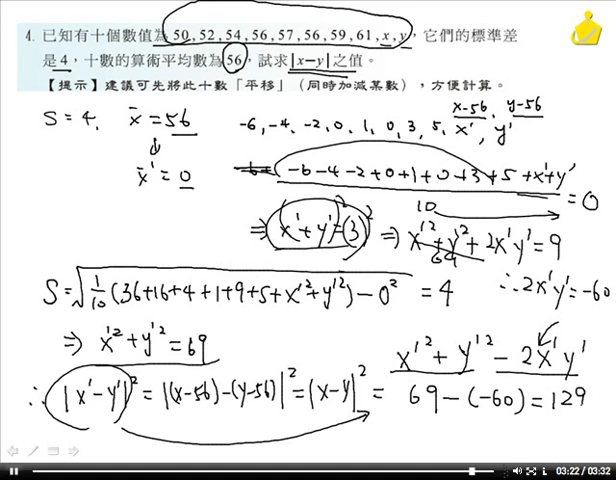 4. 已知有十個數值為 50, 52, 54, 56, 57, 56, 59, 61, x, y, 它們的標準差
是 4, 十數的算術平均數為 56, 試求 |x−y| 之值。
【提示】建議可先將此十數「平移」(同時加減某數), 方便計算。
S = 4, x̄ = 56
-6, -4, -2, 0, 1, 0, 3, 5, x-56, y-56
x', y'
x̄' = 0
-6-4-2+0+1+0+3+5+x'+y'
10
= 0
⇒ (x'+y')² = (3)² ⇒ x'² + y'² + 2x'y' = 9
64
S = √(1/10 (36+16+4+1+9+5+x'²+y'²) − 0²) = 4 ∴ 2x'y' = -60
⇒ x'² + y'² = 69
∴ |x'−y'|² = |(x−56)−(y−56)|² = |x−y|² = x'² + y'² − 2x'y'
69 − (−60) = 129
03:22 / 03:32